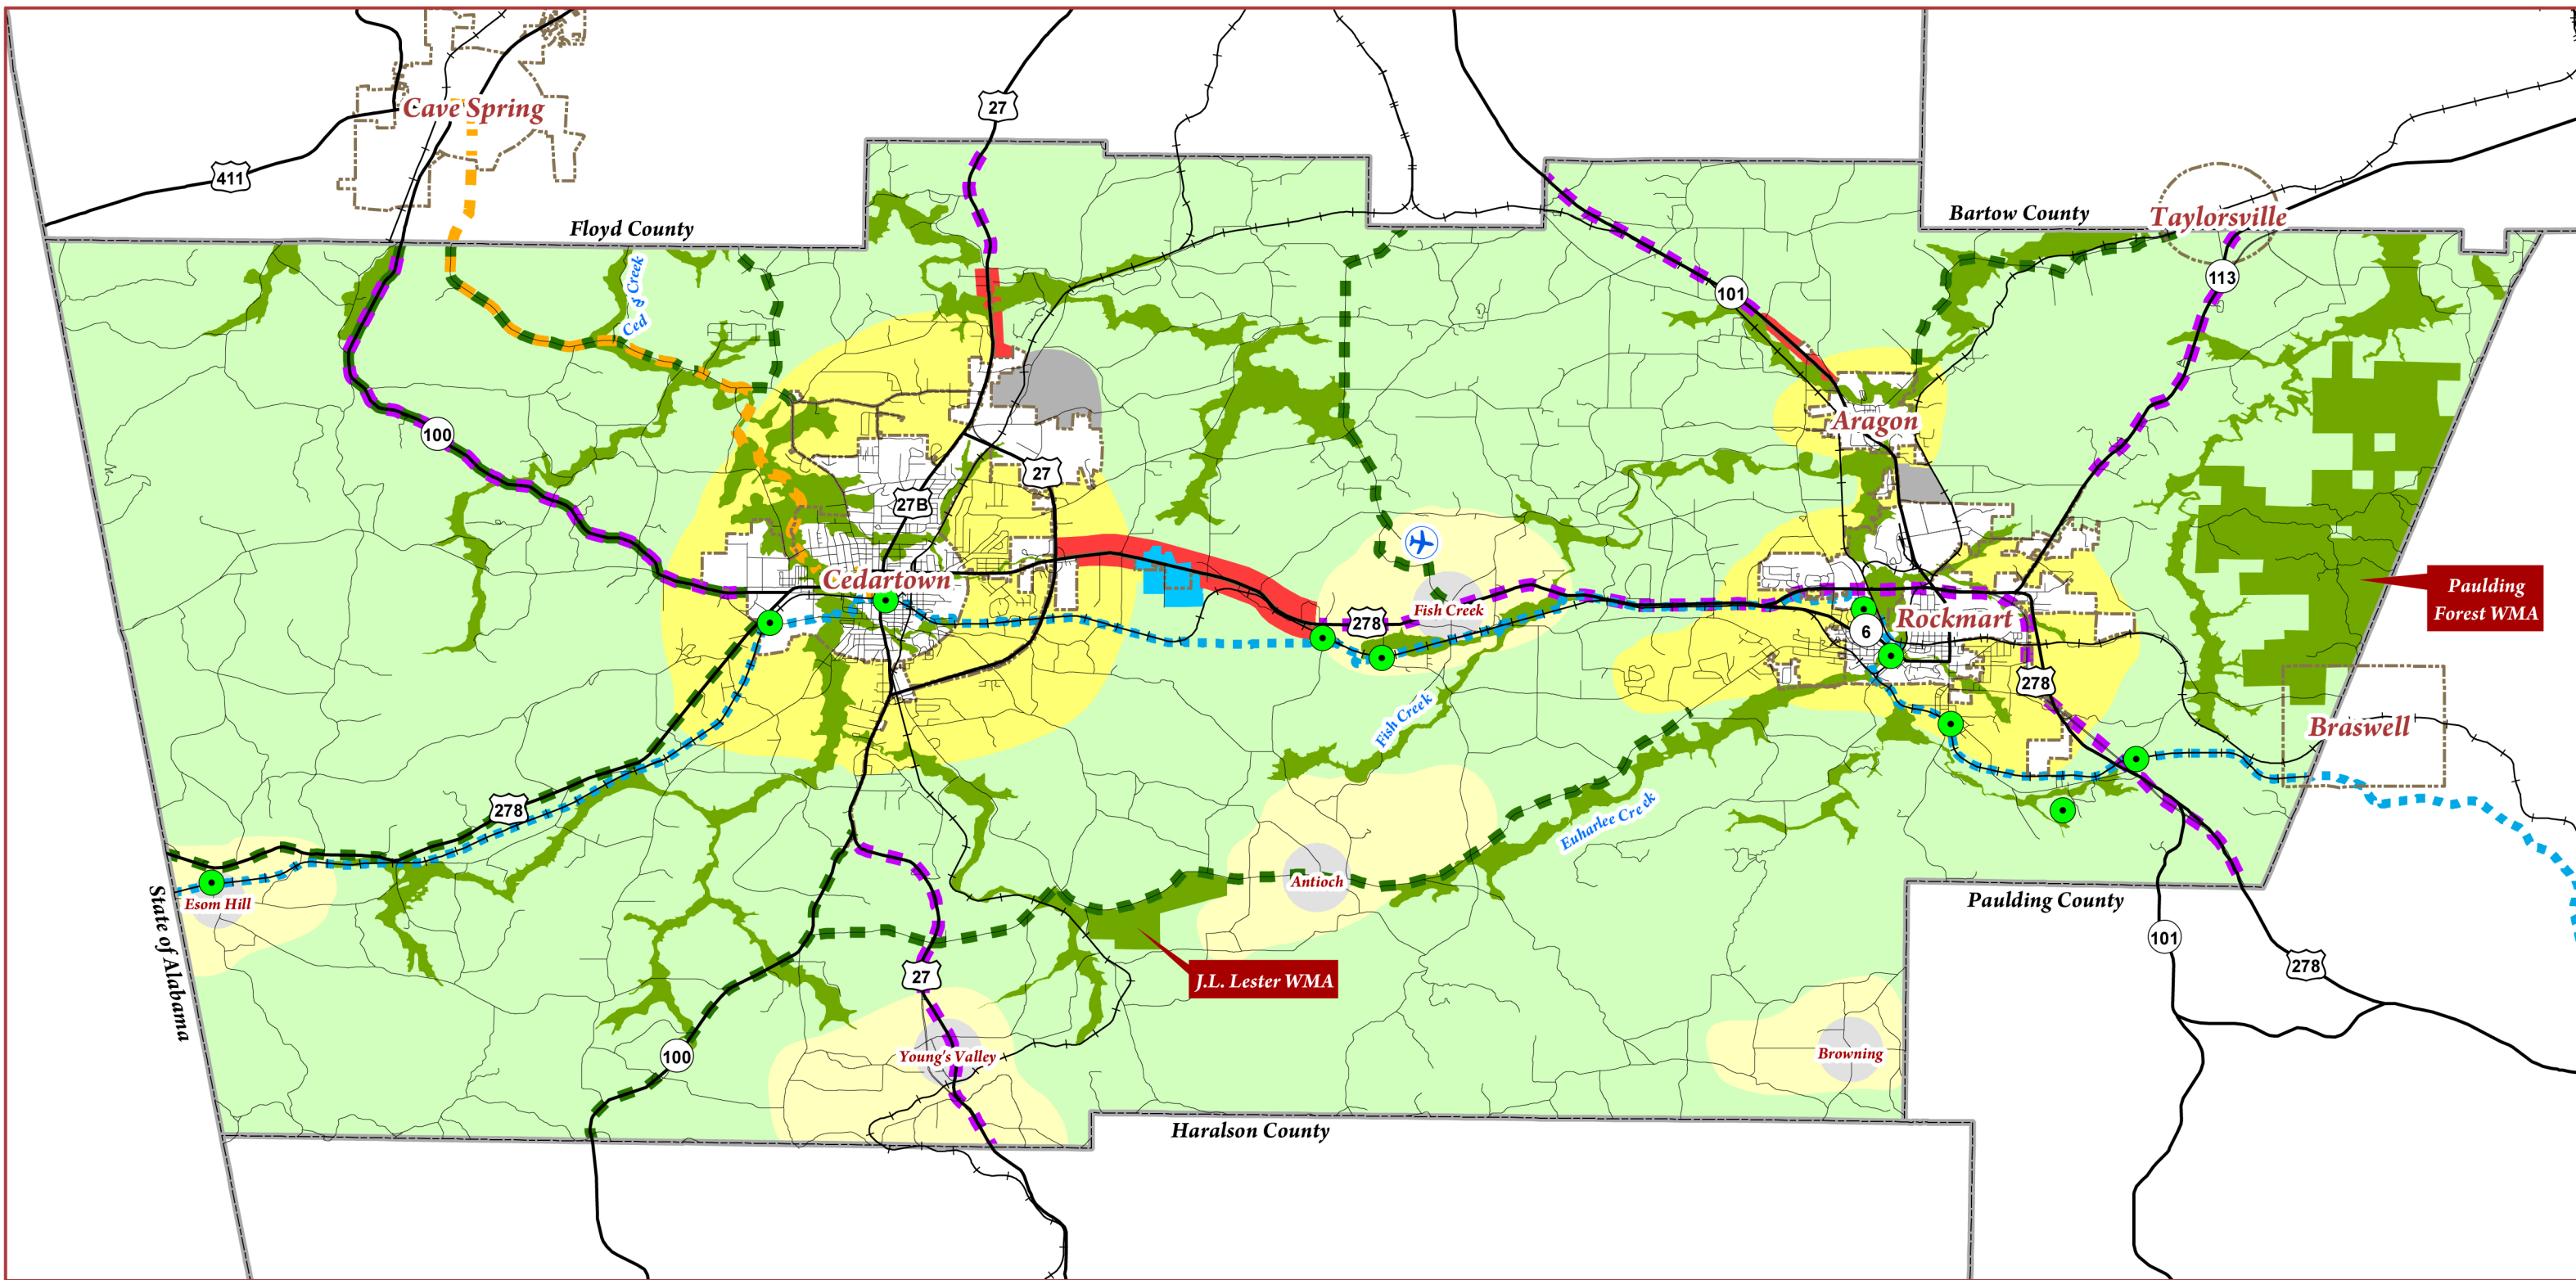 Cave Spring
27
411
Floyd County
Bartow County
Taylorsville
Creek
Ced
113
101
100
Aragon
27
27B
Cedartown
Fish Creek
278
6
Rockmart
Paulding
Forest WMA
278
Fish Creek
Braswell
278
Euharlee Creek
Esom Hill
Antioch
State of Alabama
Paulding County
101
278
27
J.L. Lester WMA
100
Young's Valley
Browning
Haralson County